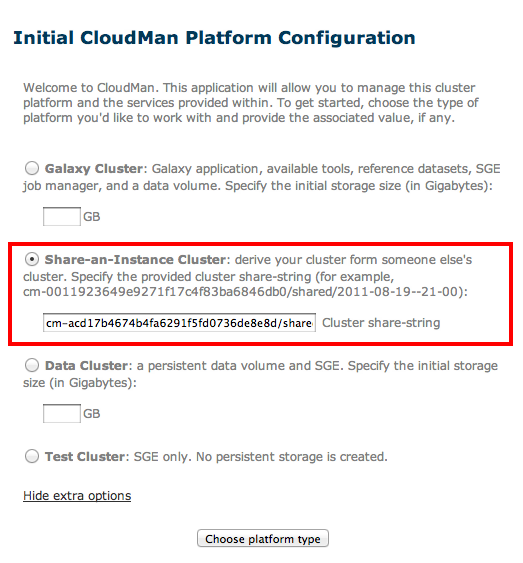 Initial CloudMan Platform Configuration
Welcome to CloudMan. This application will allow you to manage this cluster
platform and the services provided within. To get started, choose the type of
platform you'd like to work with and provide the associated value, if any.
Galaxy Cluster: Galaxy application, available tools, reference datasets, SGE
job manager, and a data volume. Specify the initial storage size (in Gigabytes):
GB
Share-an-Instance Cluster: derive your cluster form someone else's
cluster. Specify the provided cluster share-string (for example,
cm-0011923649e9271f17c4f83ba6846db0/shared/2011-08-19--21-00):
cm-acd17b4674b4fa6291f5fd0736de8e8d/share Cluster share-string
Data Cluster: a persistent data volume and SGE. Specify the initial storage
size (in Gigabytes):
GB
Test Cluster: SGE only. No persistent storage is created.
Hide extra options
Choose platform type